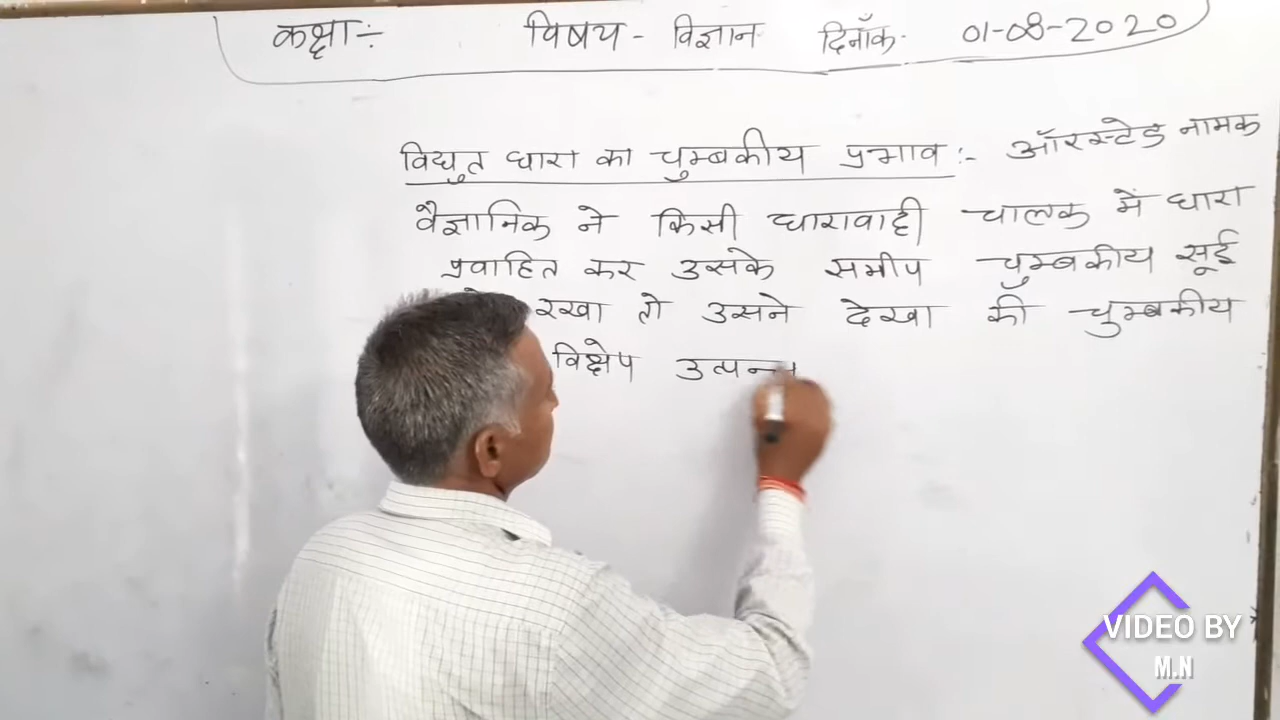 कक्षा ÷ विषय - विज्ञान दिनाँक 01-08-2020
विद्युत धारा का चुम्बकीय प्रभाव :- ऑरस्टेड नामक
वैज्ञानिक ने किसी धारावाही चालक में धारा
प्रवाहित कर उसके समीप चुम्बकीय सूई
रखा तो उसने देखा की चुम्बकीय
विक्षेप उत्पन्न
VIDEO BY
M.N